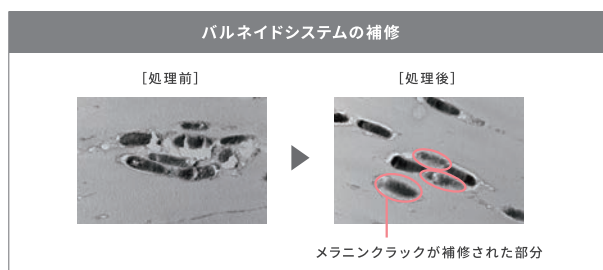 バルネイドシステムの補修
［処理前］
［処理後］
メラニンクラックが補修された部分